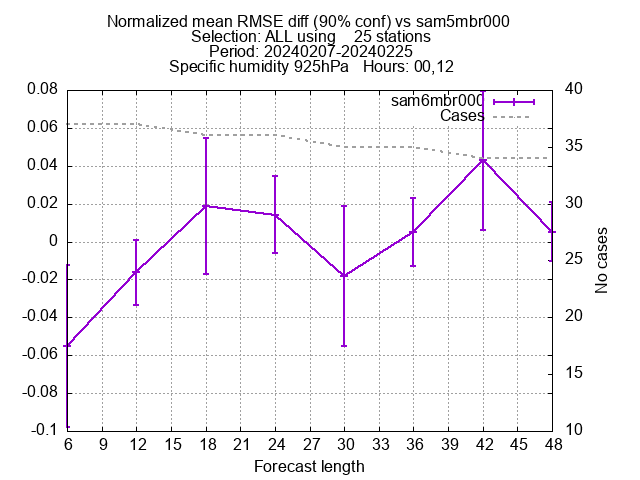 Normalized mean RMSE diff (90% conf) vs sam5mbr000
Selection: ALL using    25 stations
Period: 20240207-20240225
Specific humidity 925hPa   Hours: 00,12
sam6mbr000
Cases
0.08
0.06
0.04
0.02
0
-0.02
-0.04
-0.06
-0.08
-0.1
40
35
30
25
20
15
10
No cases
6 9 12 15 18 21 24 27 30 33 36 39 42 45 48
Forecast length